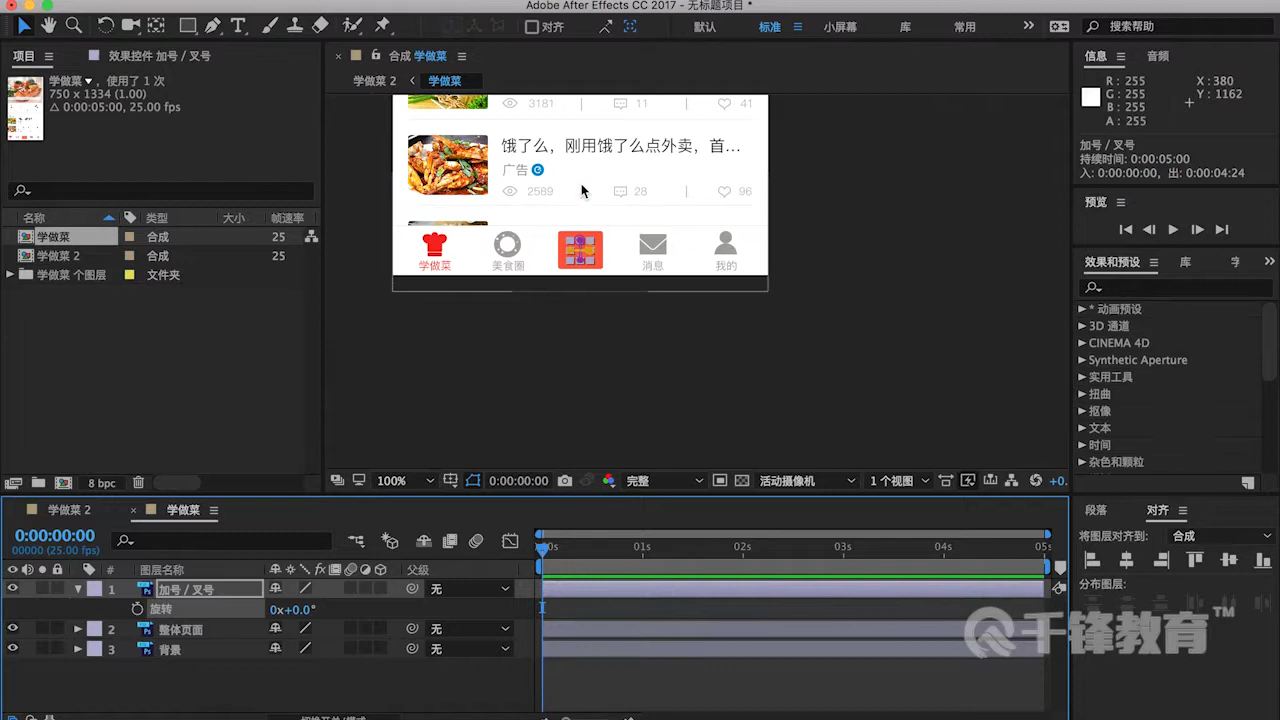 Adobe After Effects CC 2017 - 无标题项目 *
对齐
默认
标准
小屏幕
库
常用
搜索帮助
项目
效果控件 加号 / 叉号
学做菜, 使用了 1 次
750 x 1334 (1.00)
△ 0:00:05:00, 25.00 fps
名称
类型
大小
帧速率
学做菜
合成
25
学做菜 2
合成
25
学做菜 个图层
文件夹
8 bpc
合成 学做菜
学做菜 2
学做菜
3181
11
41
饿了么，刚用饿了么点外卖，首...
广告
2589
28
96
学做菜
美食圈
消息
我的
100%
0:00:00:00
完整
活动摄像机
1 个视图
+0.
信息
音频
R : 255
G : 255
B : 255
A : 255
X : 380
Y : 1162
加号 / 叉号
持续时间: 0:00:05:00
入: 0:00:00:00, 出: 0:00:04:24
预览
效果和预设
库
字
* 动画预设
3D 通道
CINEMA 4D
Synthetic Aperture
实用工具
扭曲
抠像
文本
时间
杂色和颗粒
学做菜 2
学做菜
0:00:00:00
00000 (25.00 fps)
#
图层名称
父级
1
加号 / 叉号
无
旋转
0x+0.0°
2
整体页面
无
3
背景
无
00s
01s
02s
03s
04s
05s
段落
对齐
将图层对齐到:
合成
分布图层:
千锋教育™
切换开关/模式